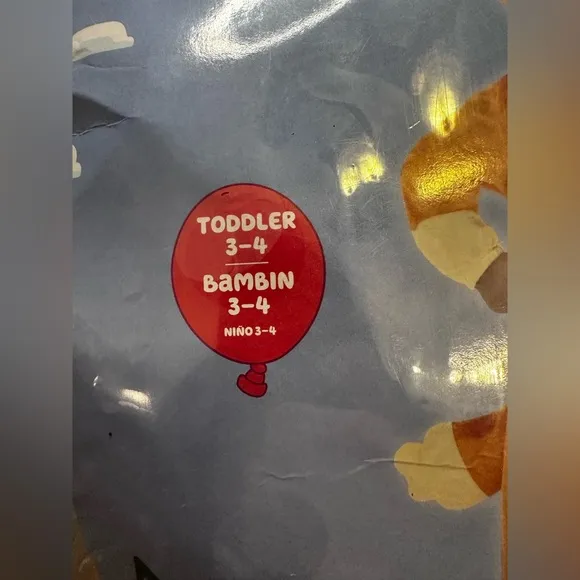 TODDLER
3–4
BaMBIN
3–4
NIÑO 3–4